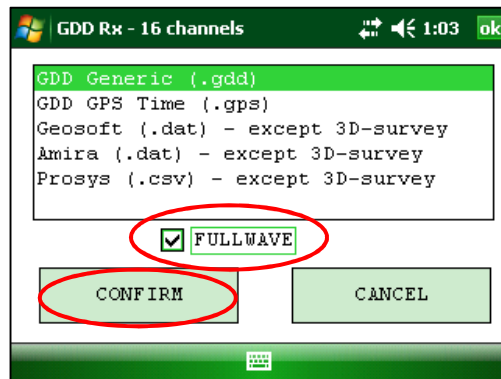 GDD Rx - 16 channels 1:03 ok
GDD Generic (.gdd)
GDD GPS Time (.gps)
Geosoft (.dat) - except 3D-survey
Amira (.dat) - except 3D-survey
Prosys (.csv) - except 3D-survey
FULLWAVE
CONFIRM CANCEL